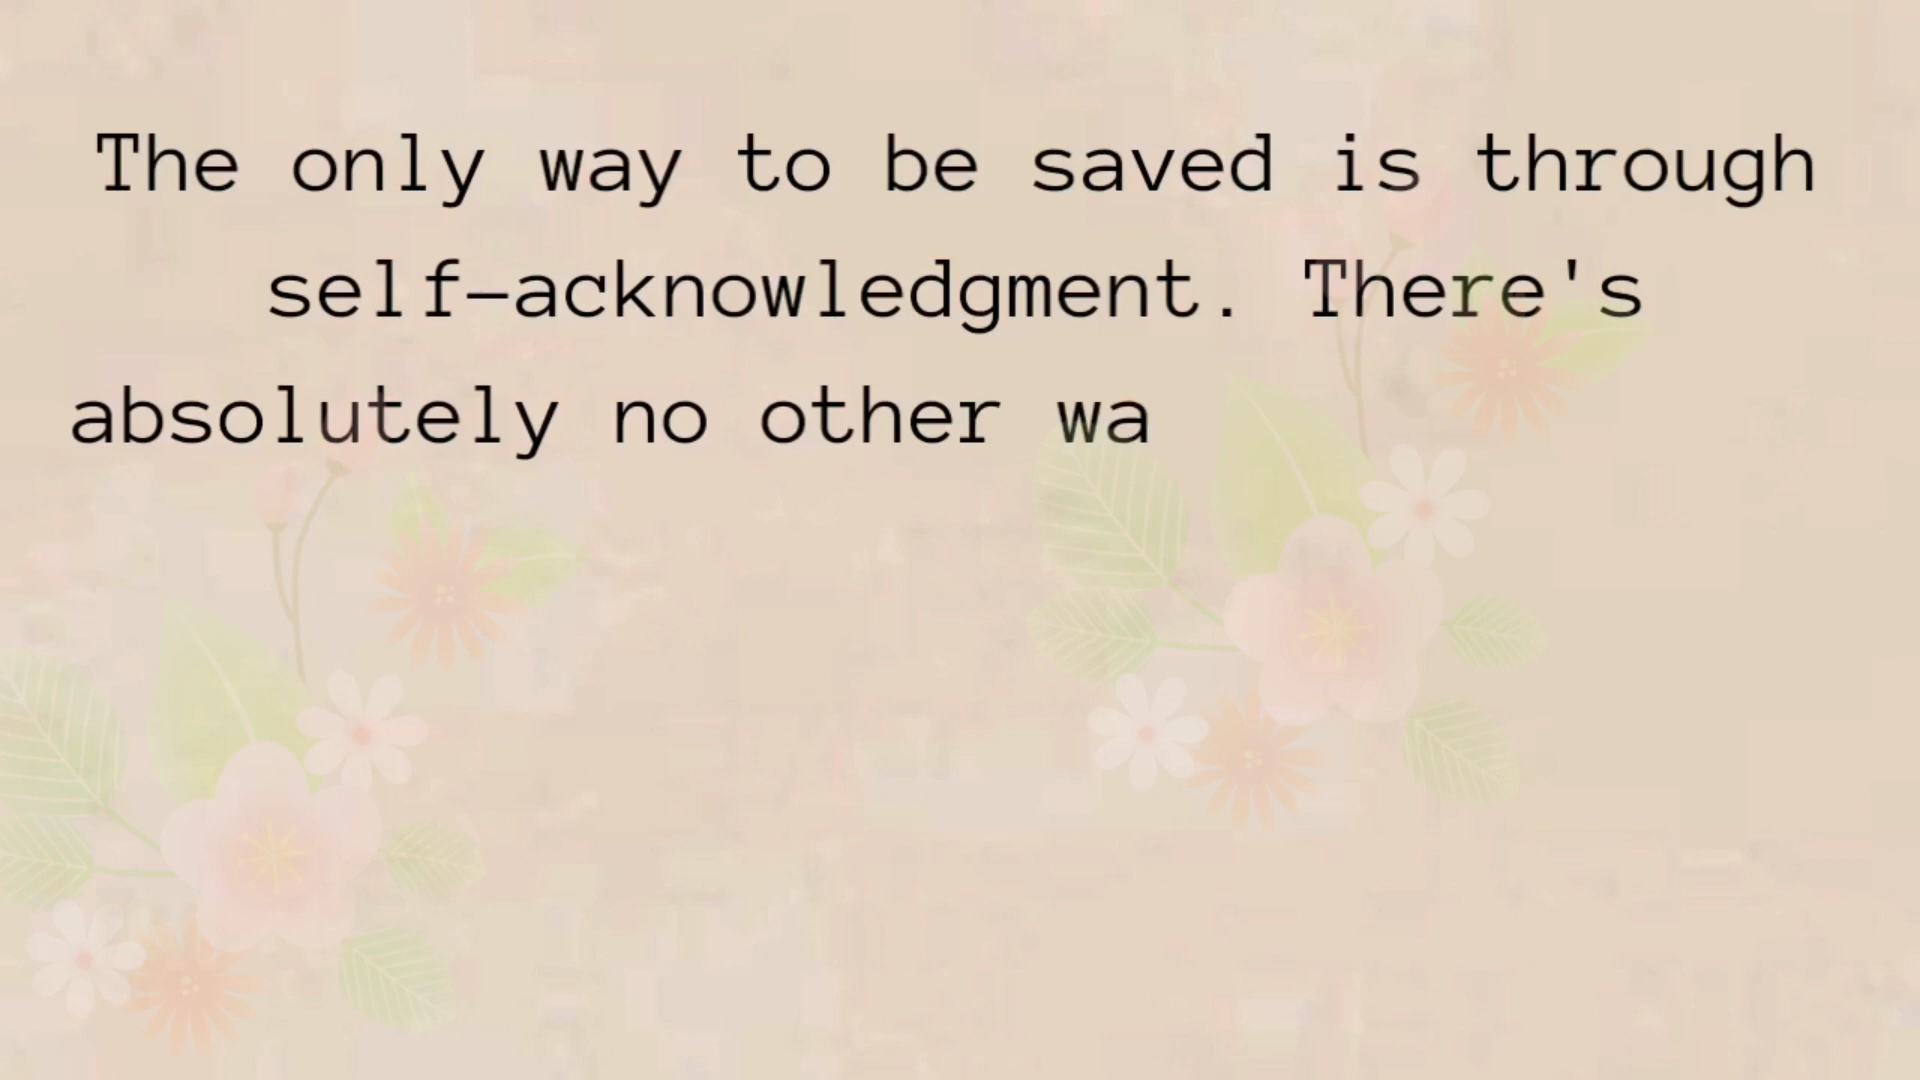 The only way to be saved is through
self-acknowledgment. There's
absolutely no other wa